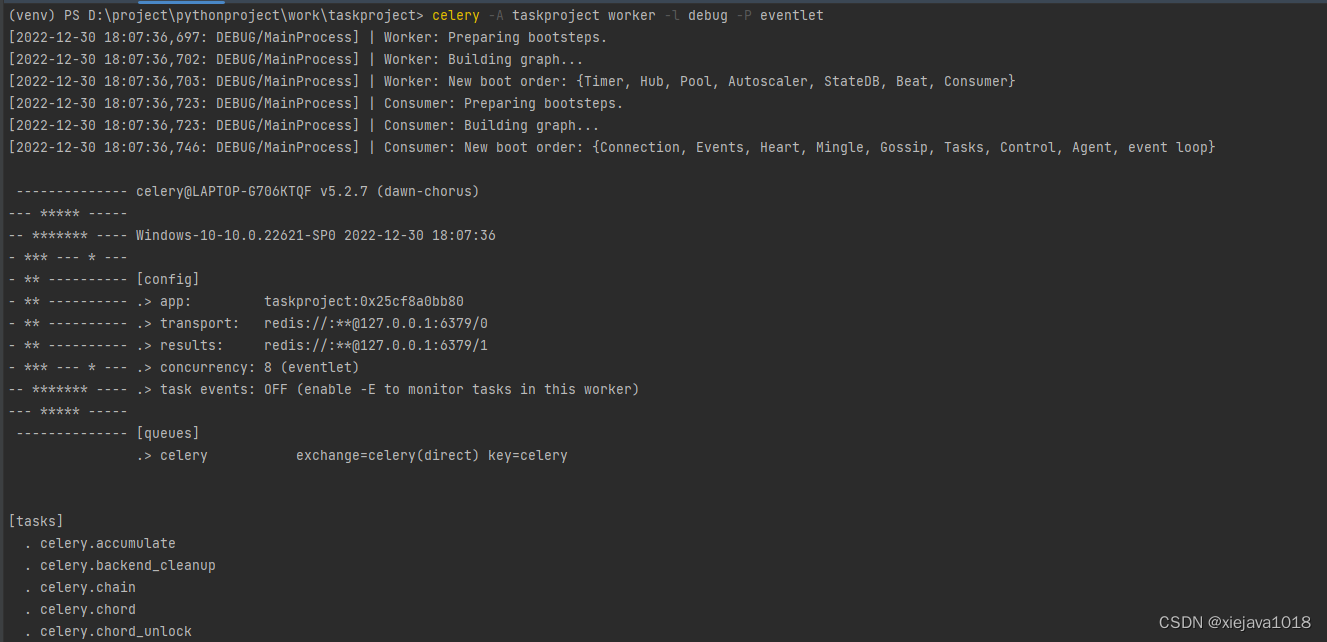 (venv) PS D:\project\pythonproject\work\taskproject> celery -A taskproject worker -l debug -P eventlet
[2022-12-30 18:07:36,697: DEBUG/MainProcess] | Worker: Preparing bootsteps.
[2022-12-30 18:07:36,702: DEBUG/MainProcess] | Worker: Building graph...
[2022-12-30 18:07:36,703: DEBUG/MainProcess] | Worker: New boot order: {Timer, Hub, Pool, Autoscaler, StateDB, Beat, Consumer}
[2022-12-30 18:07:36,723: DEBUG/MainProcess] | Consumer: Preparing bootsteps.
[2022-12-30 18:07:36,723: DEBUG/MainProcess] | Consumer: Building graph...
[2022-12-30 18:07:36,746: DEBUG/MainProcess] | Consumer: New boot order: {Connection, Events, Heart, Mingle, Gossip, Tasks, Control, Agent, event loop}
 -------------- celery@LAPTOP-G706KTQF v5.2.7 (dawn-chorus)
--- ***** -----
-- ******* ---- Windows-10-10.0.22621-SP0 2022-12-30 18:07:36
- *** --- * ---
- ** ---------- [config]
- ** ---------- .> app:         taskproject:0x25cf8a0bb80
- ** ---------- .> transport:   redis://:**@127.0.0.1:6379/0
- ** ---------- .> results:     redis://:**@127.0.0.1:6379/1
- *** --- * --- .> concurrency: 8 (eventlet)
-- ******* ---- .> task events: OFF (enable -E to monitor tasks in this worker)
--- ***** -----
 -------------- [queues]
                .> celery           exchange=celery(direct) key=celery
[tasks]
  . celery.accumulate
  . celery.backend_cleanup
  . celery.chain
  . celery.chord
  . celery.chord_unlock
CSDN @xiejava1018